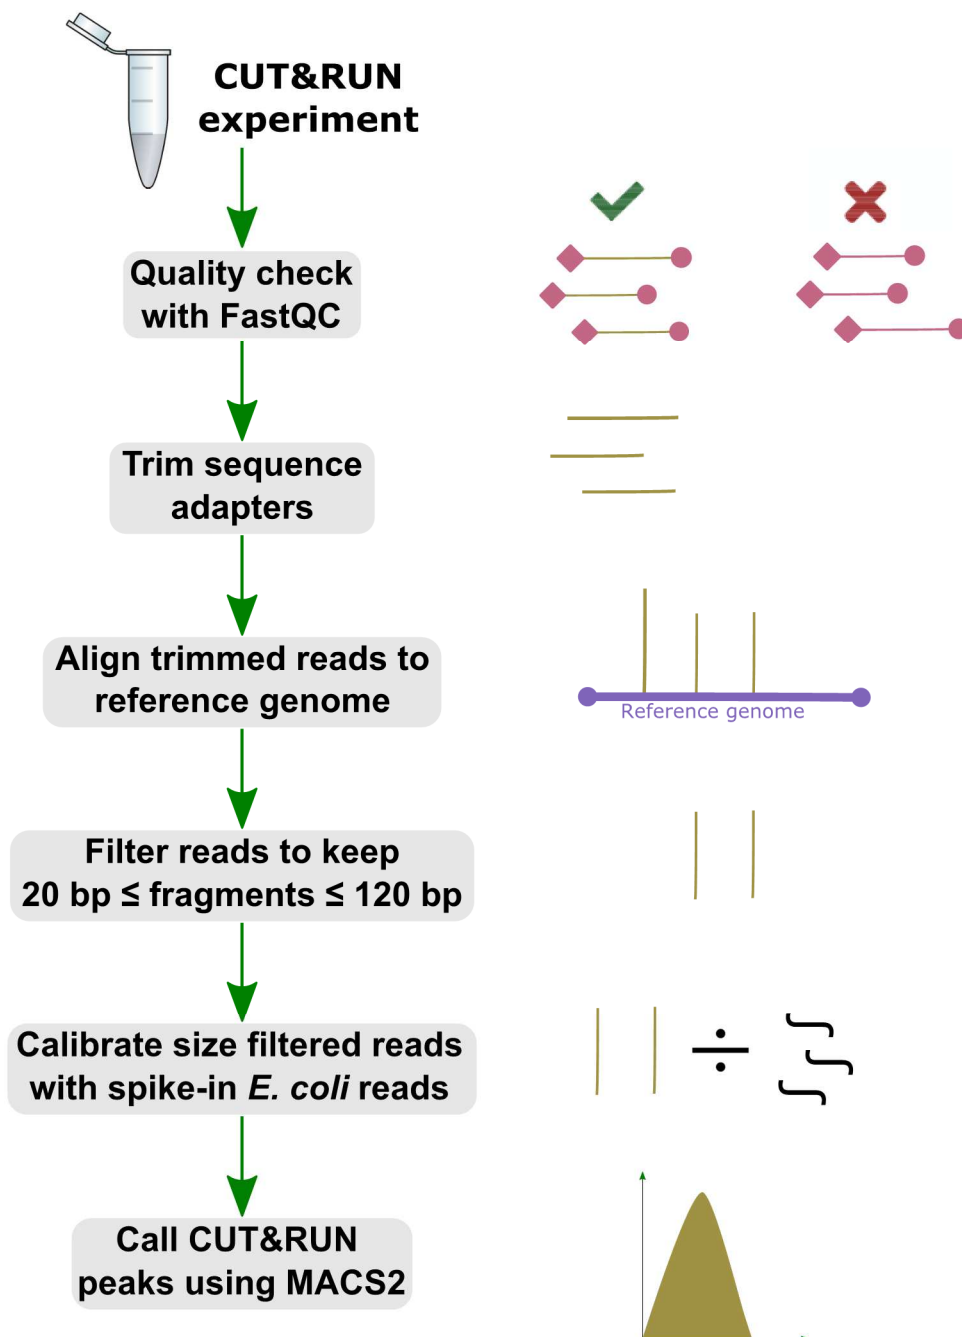 CUT&RUN
experiment
Quality check
with FastQC
Trim sequence
adapters
Align trimmed reads to
reference genome
Reference genome
Filter reads to keep
20 bp ≤ fragments ≤ 120 bp
Calibrate size filtered reads
with spike-in E. coli reads
Call CUT&RUN
peaks using MACS2